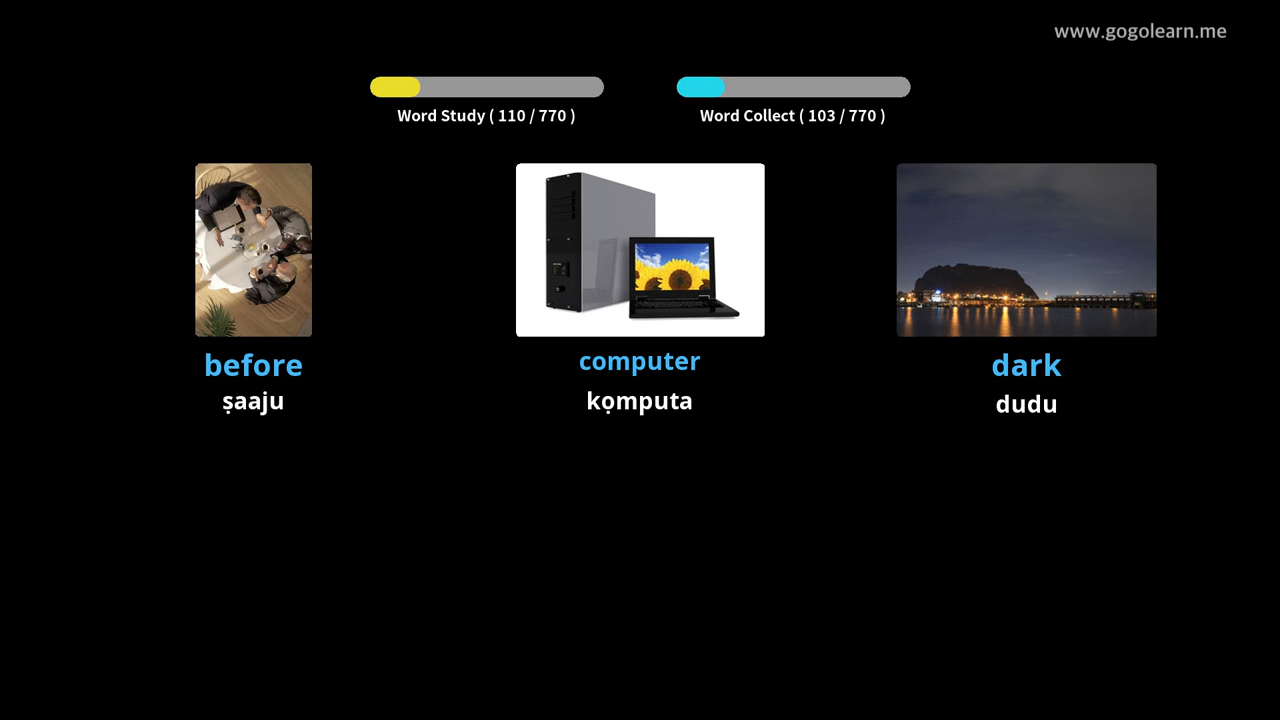 www.gogolearn.me
Word Study ( 110 / 770 )
Word Collect ( 103 / 770 )
before
computer
dark
ṣaaju
kọmputa
dudu